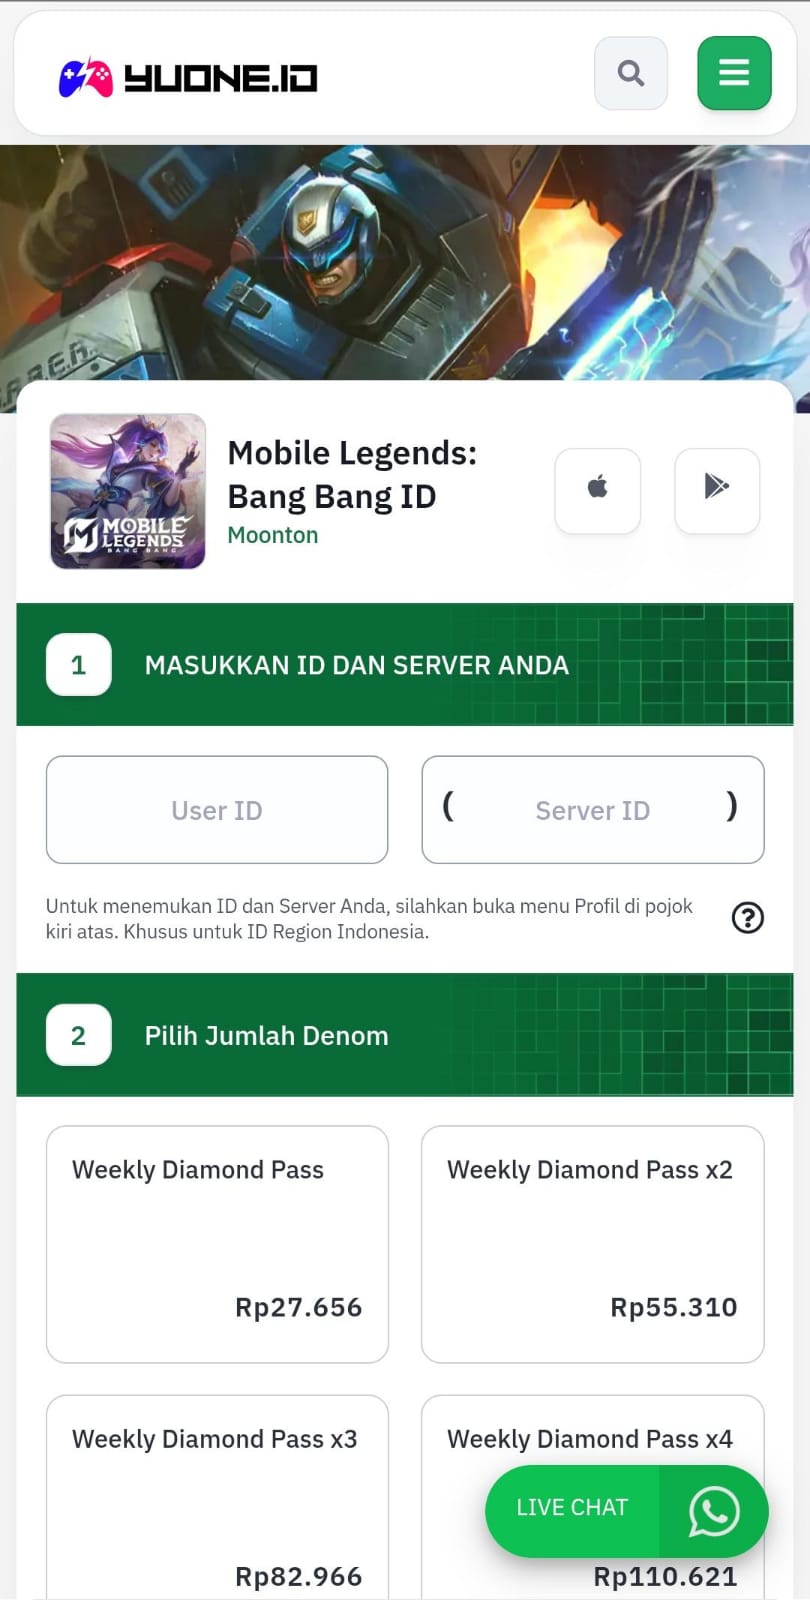 YUONE.ID
Mobile Legends:
Bang Bang ID
Moonton
MOBILE
LEGENDS
BANG BANG
1
MASUKKAN ID DAN SERVER ANDA
User ID
( Server ID )
Untuk menemukan ID dan Server Anda, silahkan buka menu Profil di pojok
kiri atas. Khusus untuk ID Region Indonesia.
2
Pilih Jumlah Denom
Weekly Diamond Pass
Rp27.656
Weekly Diamond Pass x2
Rp55.310
Weekly Diamond Pass x3
Rp82.966
Weekly Diamond Pass x4
Rp110.621
LIVE CHAT